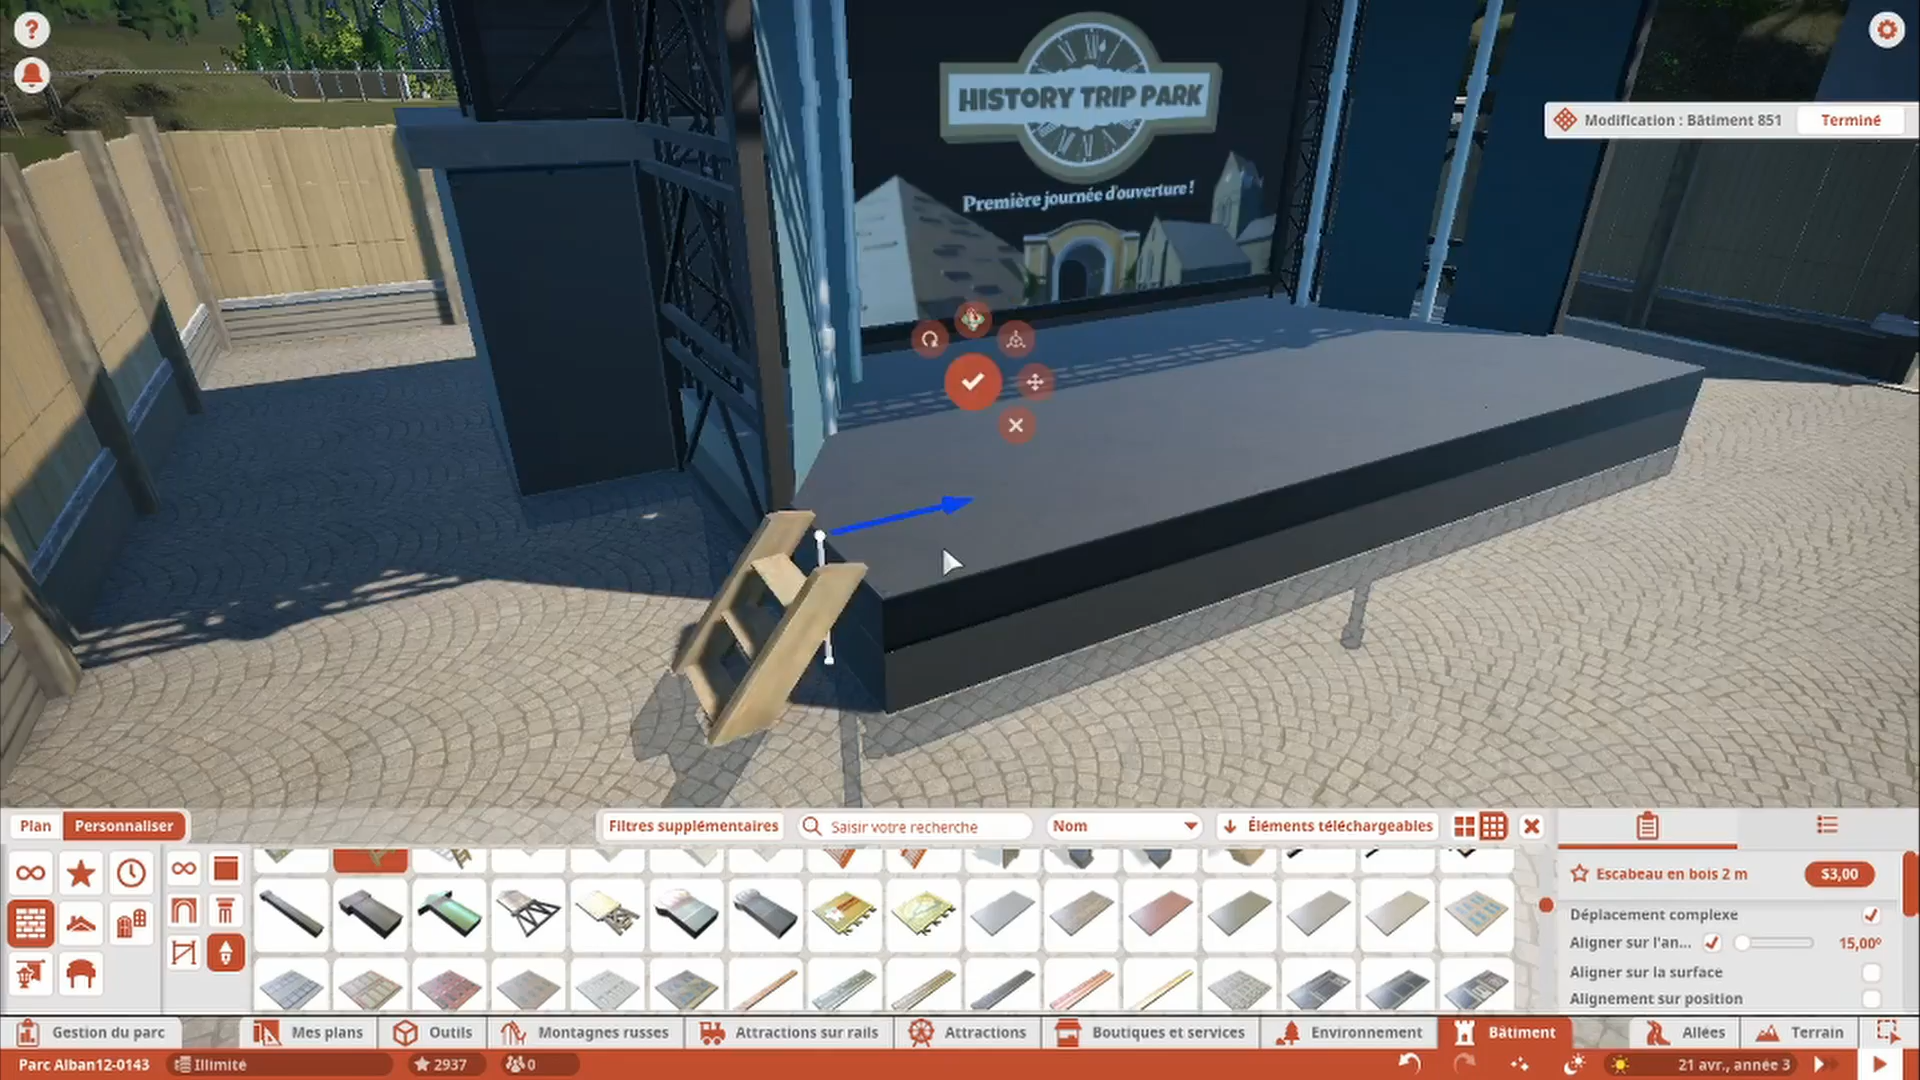 ?
HISTORY TRIP PARK
Première journée d'ouverture !
Modification : Bâtiment 851
Terminé
Plan
Personnaliser
Filtres supplémentaires
Saisir votre recherche
Nom
Éléments téléchargeables
Escabeau en bois 2 m
$3,00
Déplacement complexe
Aligner sur l'an...
15,00°
Aligner sur la surface
Alignement sur position
Gestion du parc
Mes plans
Outils
Montagnes russes
Attractions sur rails
Attractions
Boutiques et services
Environnement
Bâtiment
Allées
Terrain
Parc Alban12-0143
Illimité
2937
0
21 avr., année 3